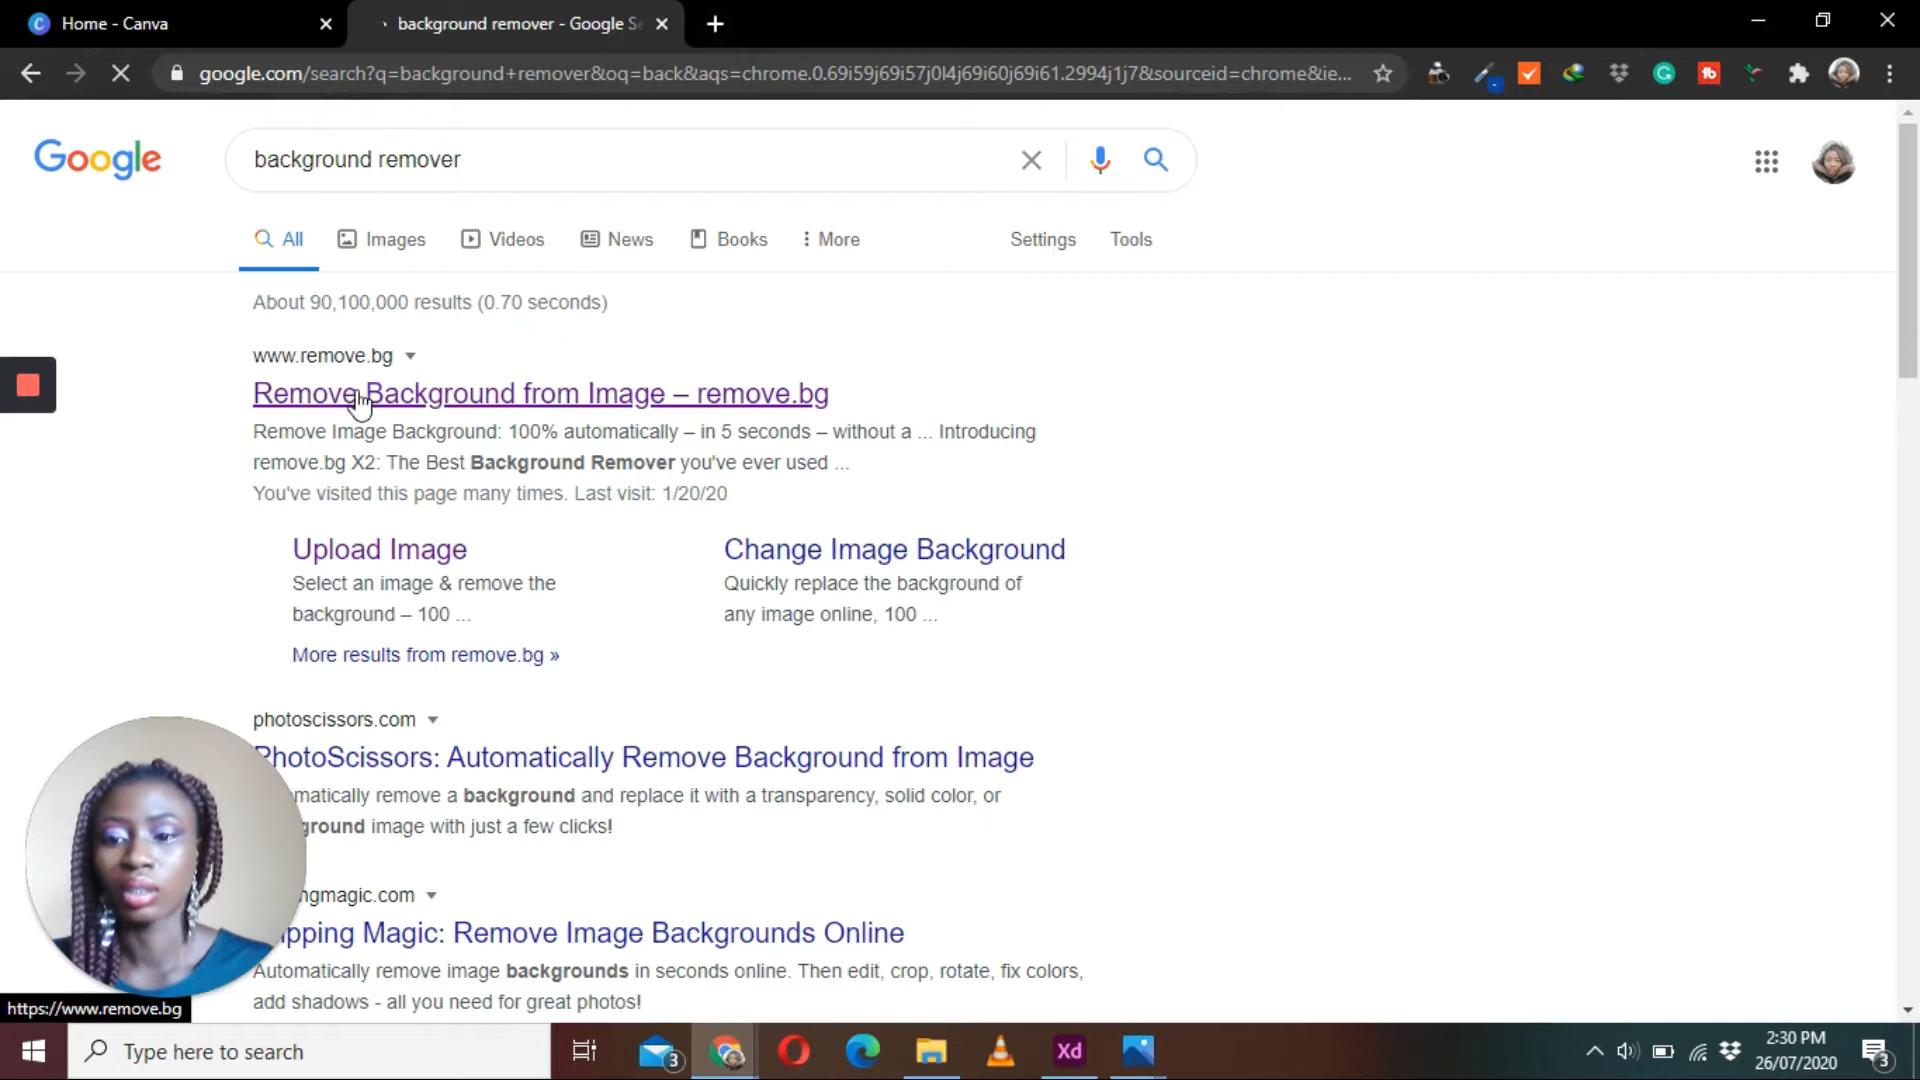 Home - Canva
background remover - Google S
google.com/search?q=background+remover&oq=back&aqs=chrome.0.69i59j69i57j0l4j69i60j69i61.2994j1j7&sourceid=chrome&ie...
Google
background remover
All
Images
Videos
News
Books
More
Settings
Tools
About 90,100,000 results (0.70 seconds)
www.remove.bg
Remove Background from Image – remove.bg
Remove Image Background: 100% automatically – in 5 seconds – without a ... Introducing
remove.bg X2: The Best Background Remover you've ever used ...
You've visited this page many times. Last visit: 1/20/20
Upload Image
Select an image & remove the
background – 100 ...
Change Image Background
Quickly replace the background of
any image online, 100 ...
More results from remove.bg »
photoscissors.com
PhotoScissors: Automatically Remove Background from Image
matically remove a background and replace it with a transparency, solid color, or
ground image with just a few clicks!
ngmagic.com
pping Magic: Remove Image Backgrounds Online
Automatically remove image backgrounds in seconds online. Then edit, crop, rotate, fix colors,
add shadows - all you need for great photos!
https://www.remove.bg
Type here to search
3
Xd
2:30 PM
26/07/2020
3